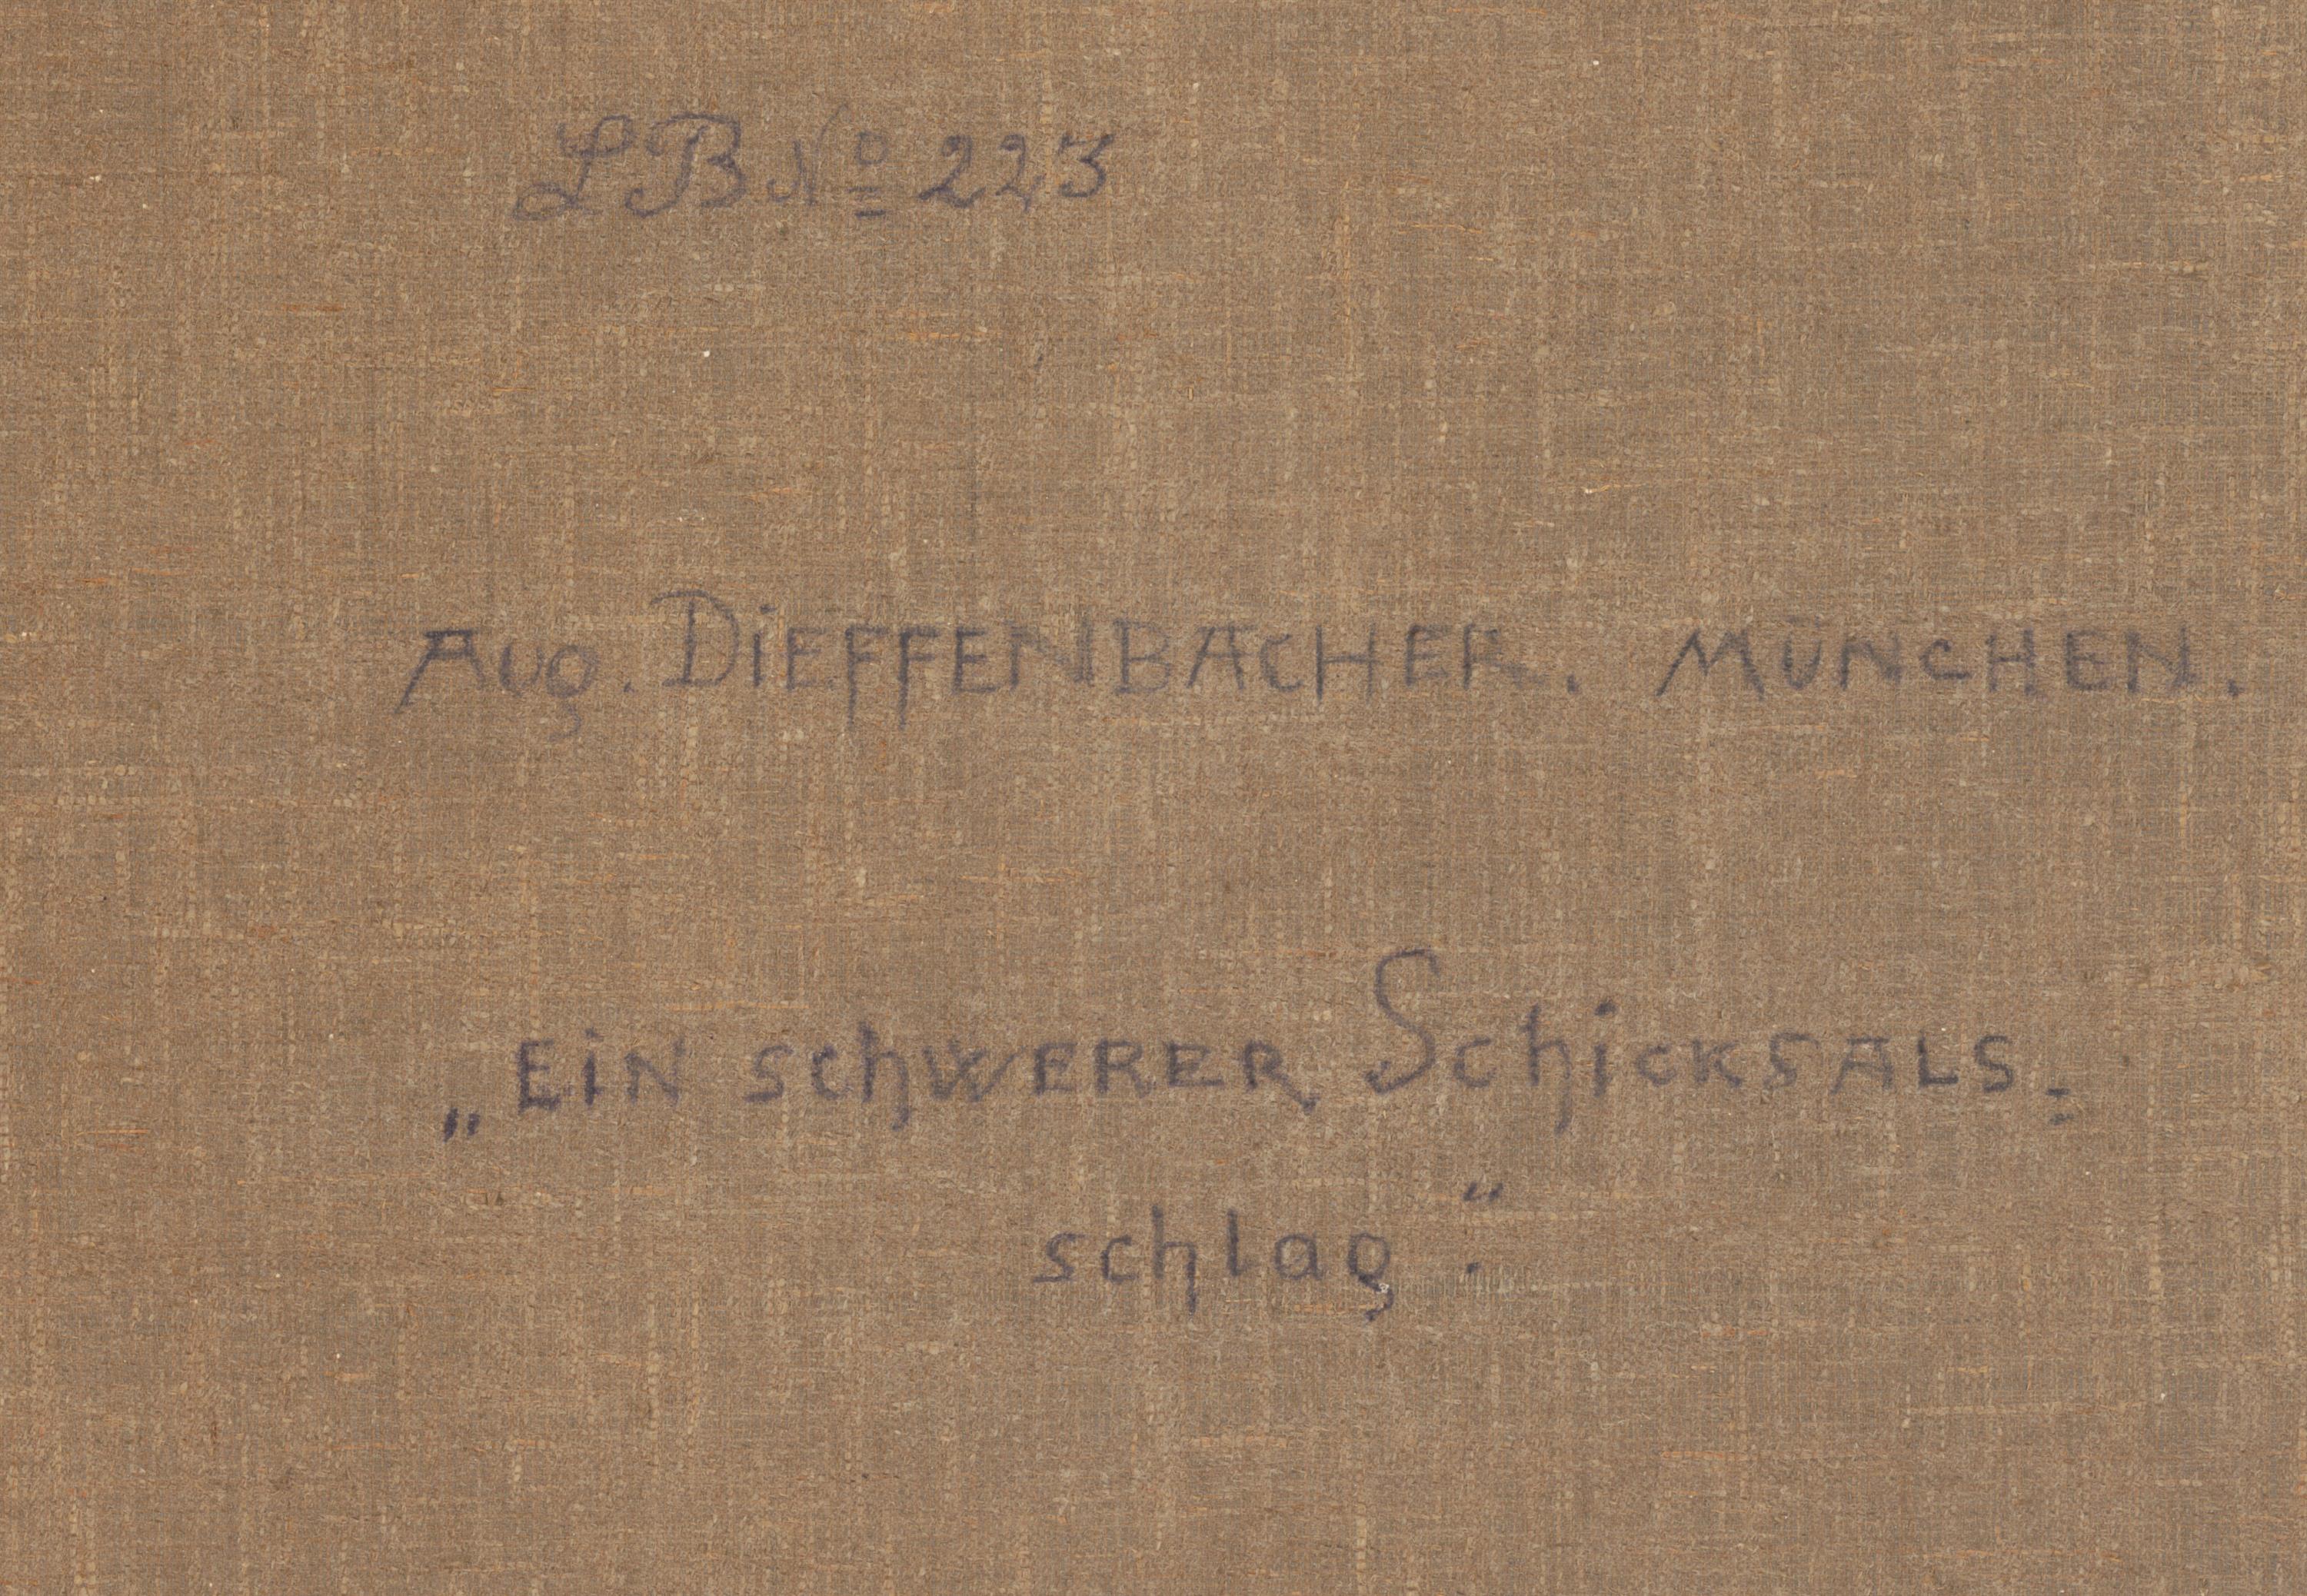 LB No 223
Aug. DiEFFENBACHER. MÜNCHEN.
„EiN schWERER SchicKSALS=
schlag."